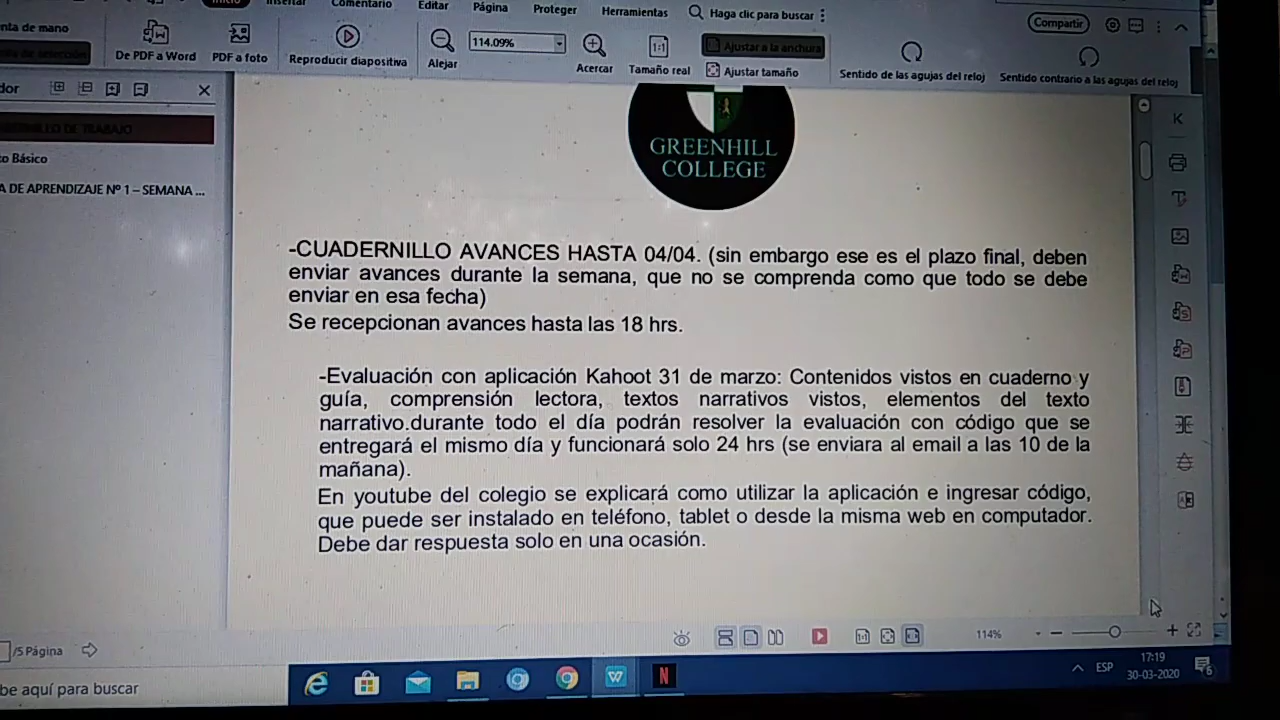 Inicio
Insertar
Comentario
Editar
Página
Proteger
Herramientas
Haga clic para buscar
Compartir
nta de mano
De PDF a Word
PDF a foto
Reproducir diapositiva
Alejar
114.09%
Acercar
1:1
Tamaño real
Ajustar a la anchura
Ajustar tamaño
Sentido de las agujas del reloj
Sentido contrario a las agujas del reloj
dor
DERNILLO DE TRABAJO
to Básico
A DE APRENDIZAJE Nº 1 – SEMANA ...
GREENHILL
COLLEGE
-CUADERNILLO AVANCES HASTA 04/04. (sin embargo ese es el plazo final, deben
enviar avances durante la semana, que no se comprenda como que todo se debe
enviar en esa fecha)
Se recepcionan avances hasta las 18 hrs.
-Evaluación con aplicación Kahoot 31 de marzo: Contenidos vistos en cuaderno y
guía, comprensión lectora, textos narrativos vistos, elementos del texto
narrativo.durante todo el día podrán resolver la evaluación con código que se
entregará el mismo día y funcionará solo 24 hrs (se enviara al email a las 10 de la
mañana).
En youtube del colegio se explicará como utilizar la aplicación e ingresar código,
que puede ser instalado en teléfono, tablet o desde la misma web en computador.
Debe dar respuesta solo en una ocasión.
/5 Página
114%
be aquí para buscar
ESP
17:19
30-03-2020
6